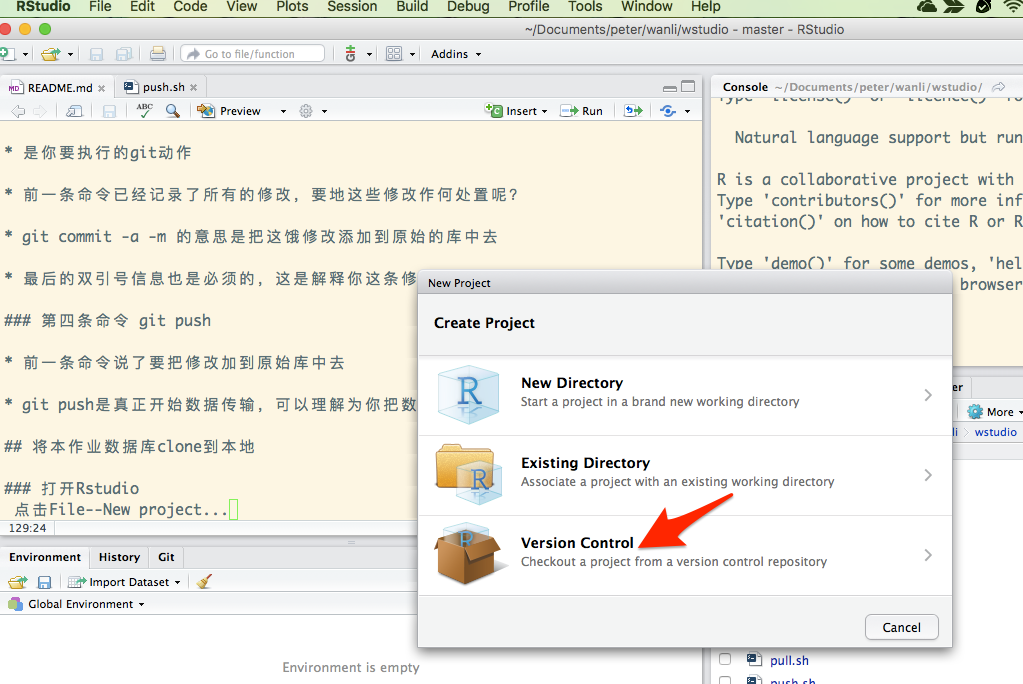 RStudio File Edit Code View Plots Session Build Debug Profile Tools Window Help
~/Documents/peter/wanli/wstudio - master - RStudio
Go to file/function Addins
README.md push.sh
ABC Preview Insert Run
* 是你要执行的git动作
* 前一条命令已经记录了所有的修改，要地这些修改作何处置呢？
* git commit -a -m 的意思是把这饿修改添加到原始的库中去
* 最后的双引号信息也是必须的，这是解释你这条修
### 第四条命令 git push
* 前一条命令说了要把修改加到原始库中去
* git push是真正开始数据传输，可以理解为你把数
## 将本作业数据库clone到本地
### 打开Rstudio
点击File--New project...
129:24
Environment History Git
Import Dataset
Global Environment
Environment is empty
Console ~/Documents/peter/wanli/wstudio/
Type 'license()' or 'licence()' fo
Natural language support but run
R is a collaborative project with
Type 'contributors()' for more inf
'citation()' on how to cite R or R
Type 'demo()' for some demos, 'hel
browser
New Project
Create Project
New Directory
Start a project in a brand new working directory
Existing Directory
Associate a project with an existing working directory
Version Control
Checkout a project from a version control repository
Cancel
er
More
li wstudio
pull.sh
push.sh